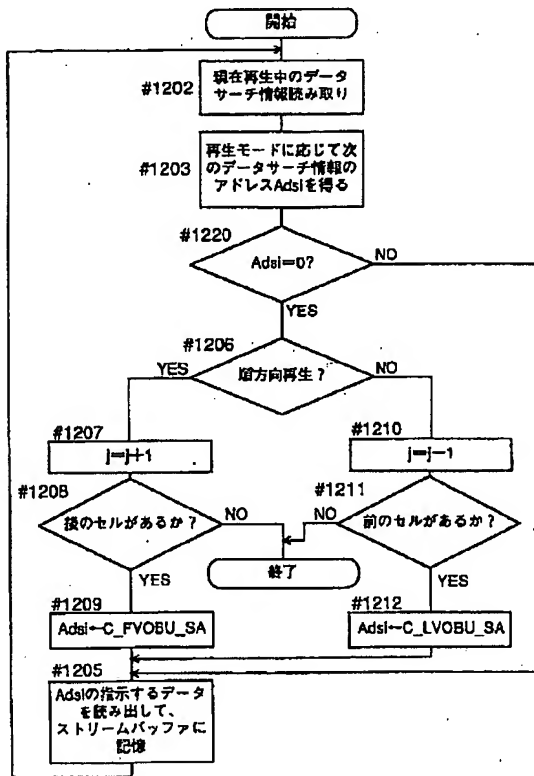 開始
#1202
現在再生中のデータ
サーチ情報読み取り
#1203
再生モードに応じて次
のデータサーチ情報の
アドレスAdsiを得る
#1220
Adsi=0?
NO
YES
#1206
順方向再生?
YES
NO
#1207
j=j+1
#1210
j=j-1
#1208
後のセルがあるか?
NO
YES
#1211
前のセルがあるか?
NO
YES
終了
#1209
Adsi←C_FVOBU_SA
#1212
Adsi←C_LVOBU_SA
#1205
Adsiの指示するデータ
を読み出して、
ストリームバッファに
記憶